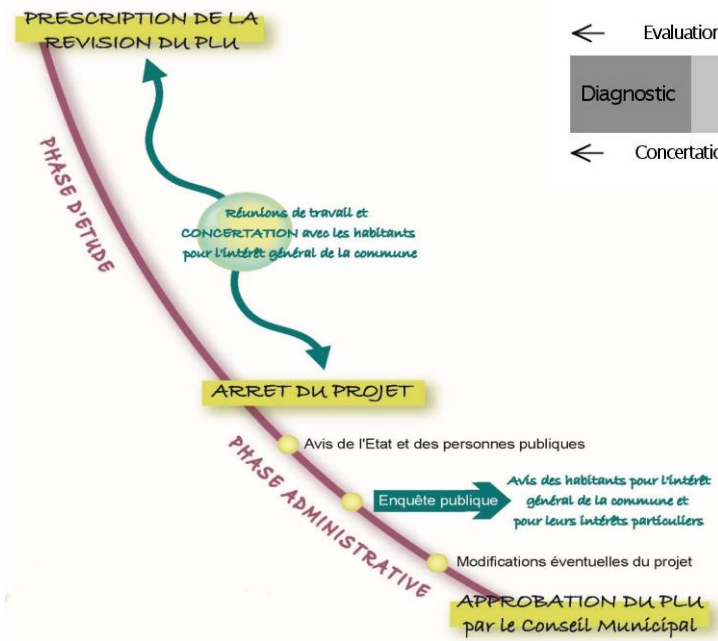 PRESCRIPTION DE LA
REVISION DU PLU
PHASE D'ETUDE
Réunions de travail et
CONCERTATION avec les habitants
pour l'intérêt général de la commune
ARRET DU PROJET
Avis de l'Etat et des personnes publiques
PHASE ADMINISTRATIVE
Enquête publique
Avis des habitants pour l'intérêt
général de la commune et
pour leurs intérêts particuliers
Modifications éventuelles du projet
APPROBATION DU PLU
par le Conseil Municipal
← Evaluation
Diagnostic
← Concertatio